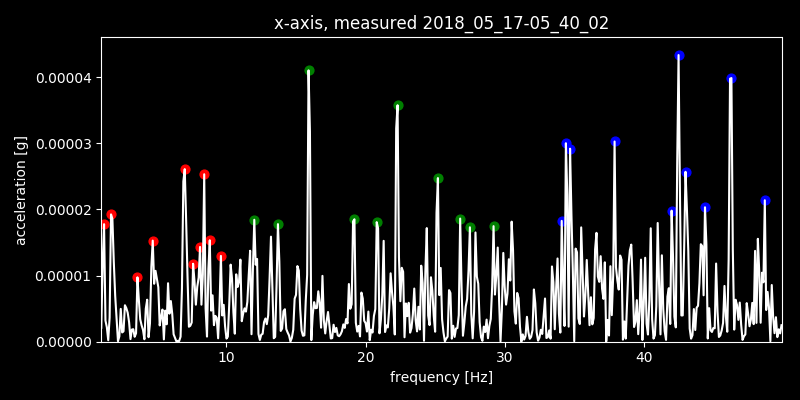 x-axis, measured 2018_05_17-05_40_02
0.00004
0.00003
0.00002
0.00001
0.00000
acceleration [g]
10 20 30 40
frequency [Hz]